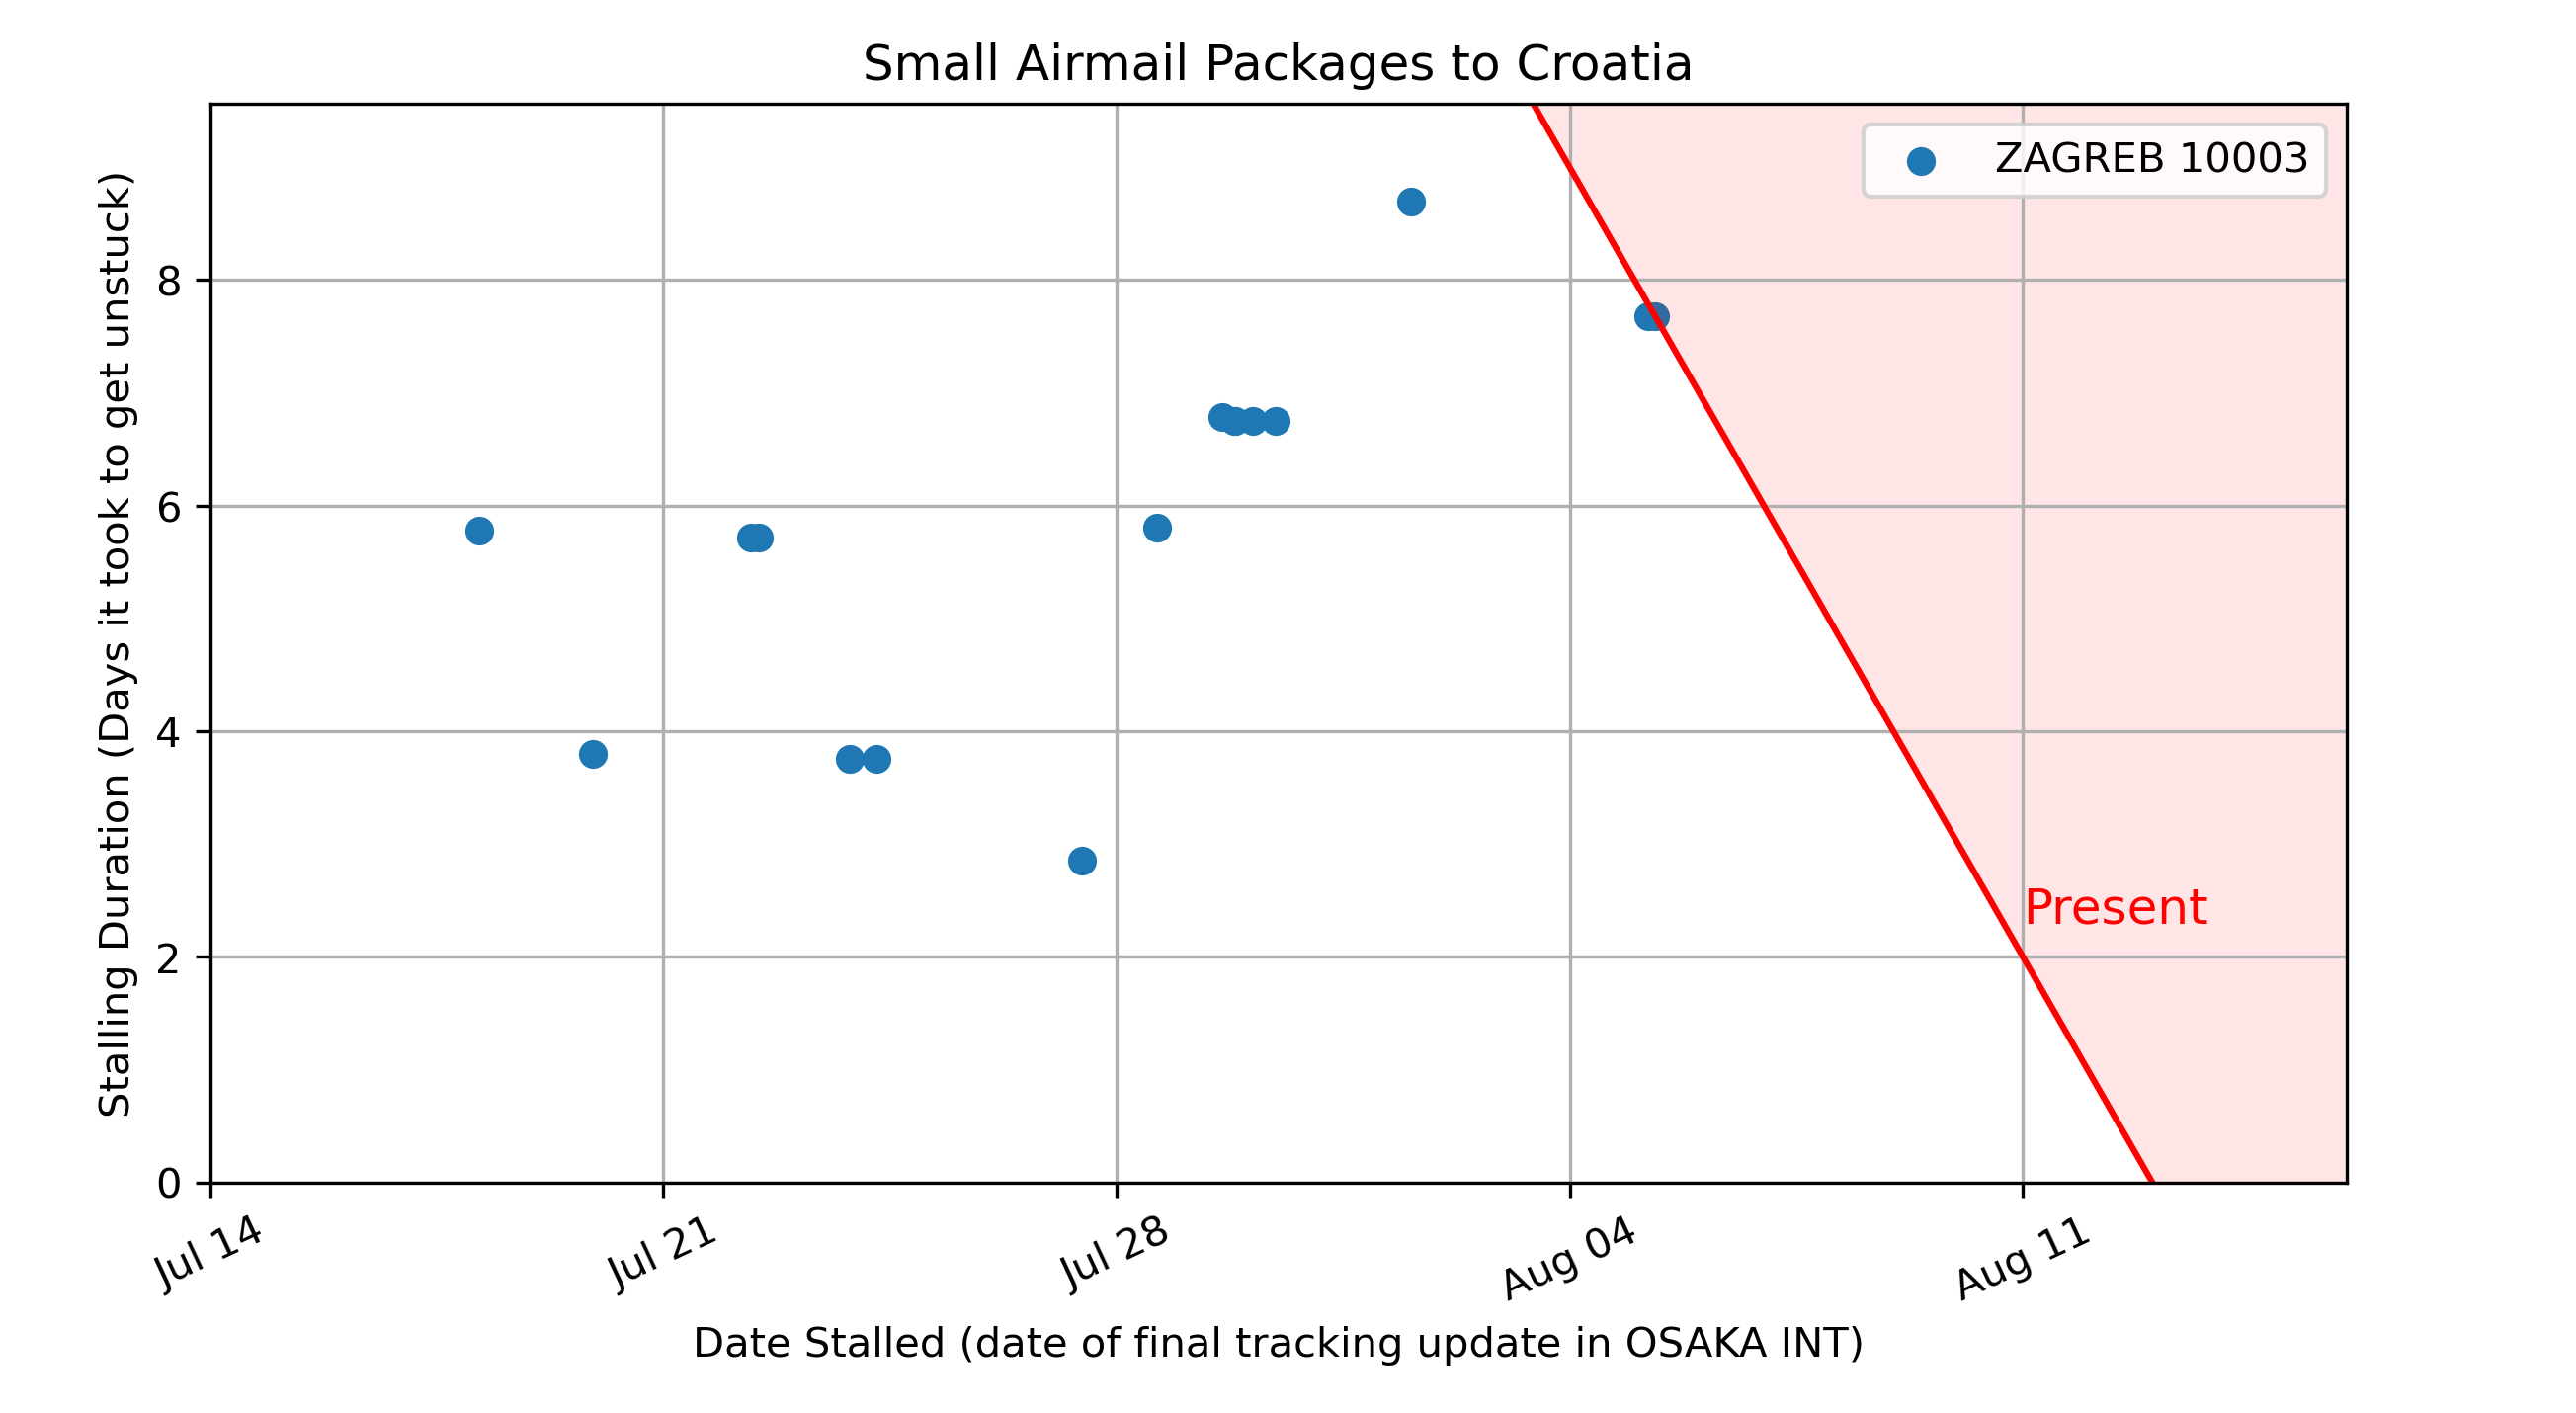 Small Airmail Packages to Croatia
ZAGREB 10003
Stalling Duration (Days it took to get unstuck)
8
6
4
2
0
Present
Jul 14
Jul 21
Jul 28
Aug 04
Aug 11
Date Stalled (date of final tracking update in OSAKA INT)